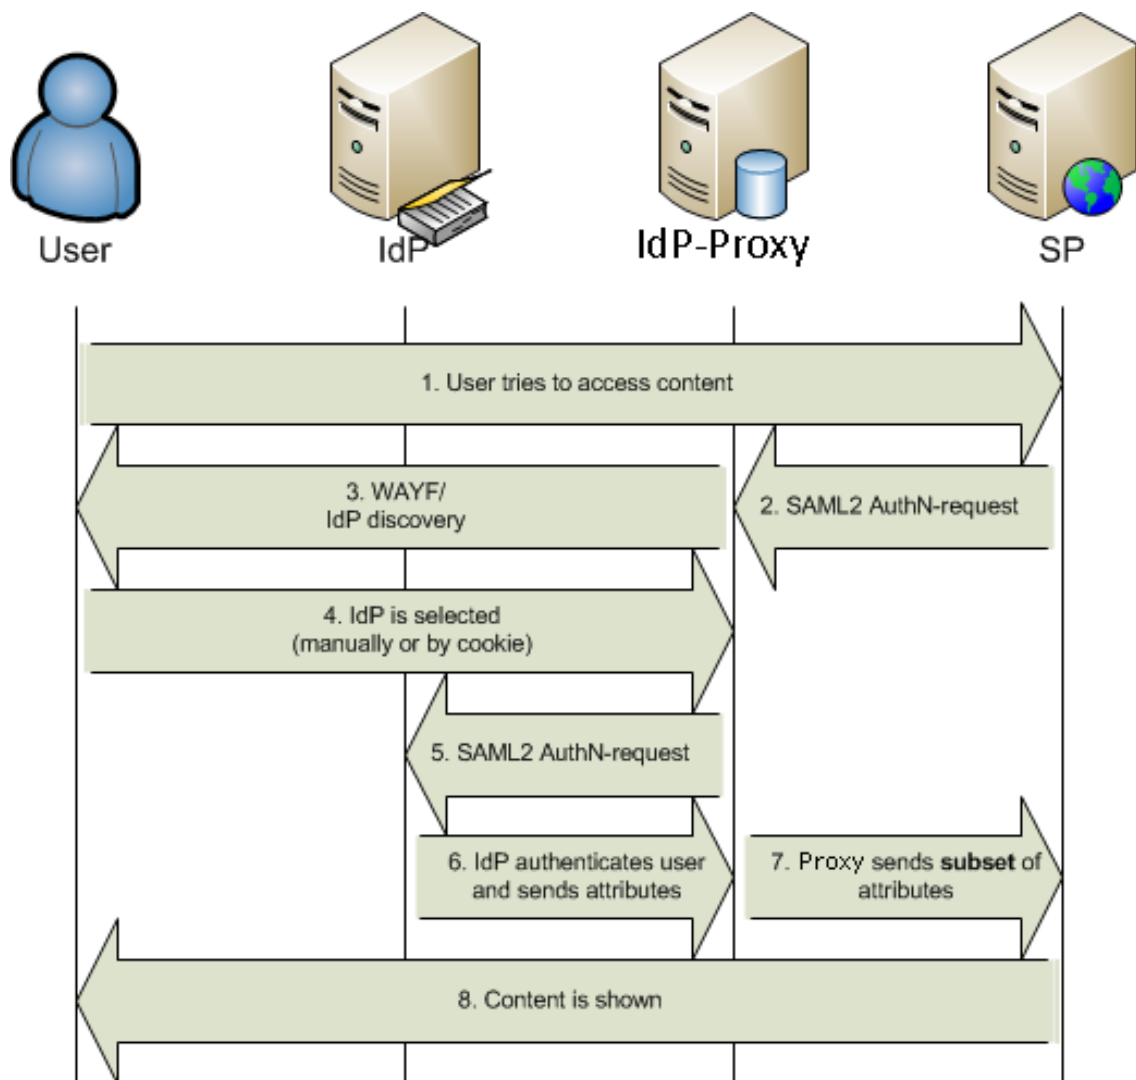 User
IdP
IdP-Proxy
SP
1. User tries to access content
3. WAYF/
IdP discovery
2. SAML2 AuthN-request
4. IdP is selected
(manually or by cookie)
5. SAML2 AuthN-request
6. IdP authenticates user
and sends attributes
7. Proxy sends subset of
attributes
8. Content is shown